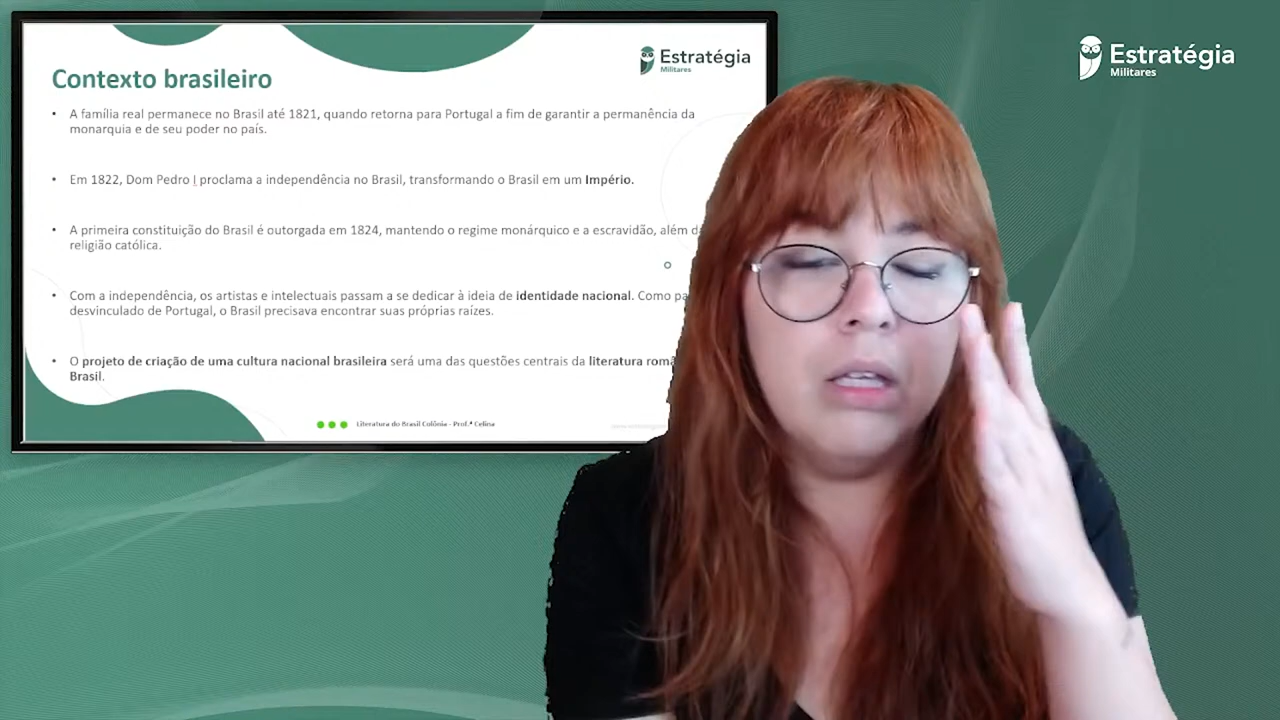 Estratégia
Militares
Estratégia
Militares
Contexto brasileiro
• A família real permanece no Brasil até 1821, quando retorna para Portugal a fim de garantir a permanência da
monarquia e de seu poder no país.
• Em 1822, Dom Pedro I proclama a independência no Brasil, transformando o Brasil em um Império.
• A primeira constituição do Brasil é outorgada em 1824, mantendo o regime monárquico e a escravidão, além
religião católica.
• Com a independência, os artistas e intelectuais passam a se dedicar à ideia de identidade nacional. Como
desvinculado de Portugal, o Brasil precisava encontrar suas próprias raízes.
• O projeto de criação de uma cultura nacional brasileira será uma das questões centrais da literatura
Brasil.
Literatura do Brasil Colônia - Prof.ª Celina